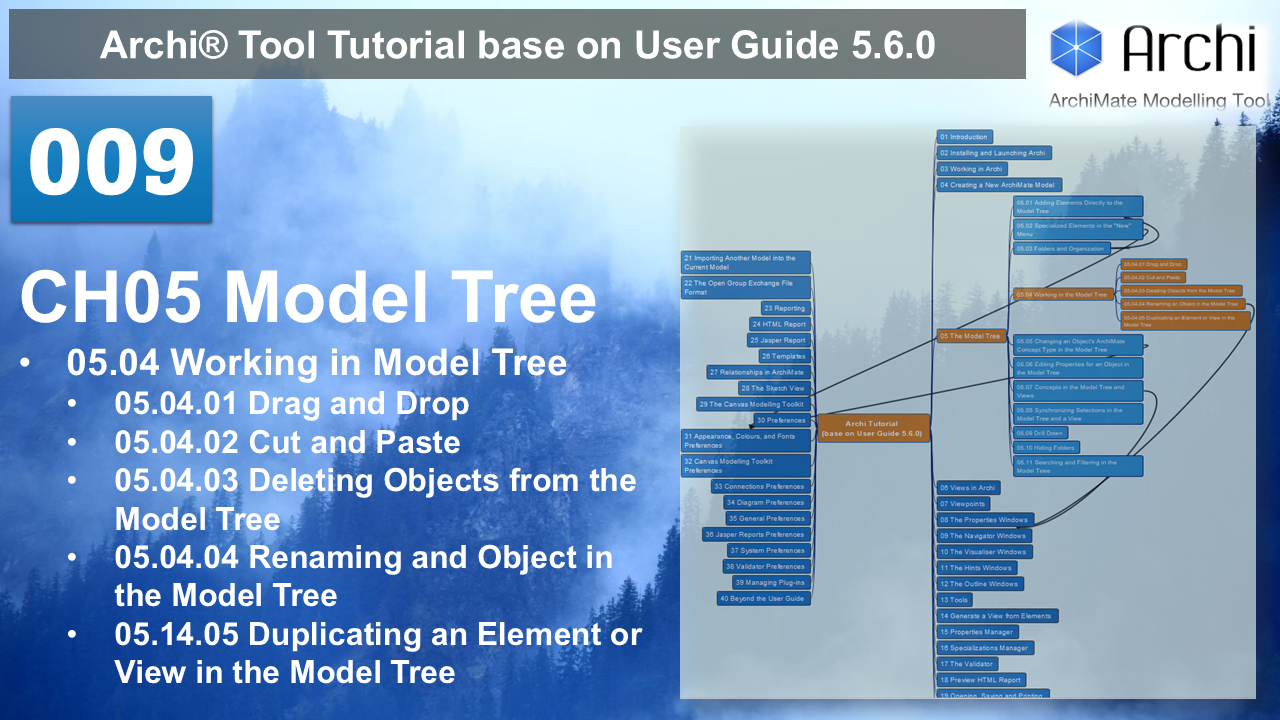 Archi® Tool Tutorial base on User Guide 5.6.0
Archi
ArchiMate Modelling Tool
009
CH05 Model Tree
• 05.04 Working in Model Tree
• 05.04.01 Drag and Drop
• 05.04.02 Cut and Paste
• 05.04.03 Deleting Objects from the
Model Tree
• 05.04.04 Renaming and Object in
the Model Tree
• 05.14.05 Duplicating an Element or
View in the Model Tree
21 Importing Another Model into the
Current Model
22 The Open Group Exchange File
Format
23 Reporting
24 HTML Report
25 Jasper Report
26 Templates
27 Relationships in ArchiMate
28 The Sketch View
29 The Canvas Modelling Toolkit
30 Preferences
31 Appearance, Colours, and Fonts
Preferences
32 Canvas Modelling Toolkit
Preferences
33 Connections Preferences
34 Diagram Preferences
35 General Preferences
36 Jasper Reports Preferences
37 System Preferences
38 Validator Preferences
39 Managing Plug-ins
40 Beyond the User Guide
Archi Tutorial
(base on User Guide 5.6.0)
01 Introduction
02 Installing and Launching Archi
03 Working in Archi
04 Creating a New ArchiMate Model
05 The Model Tree
05.01 Adding Elements Directly to the
Model Tree
05.02 Specialized Elements in the "New"
Menu
05.03 Folders and Organization
05.04 Working in the Model Tree
05.04.01 Drag and Drop
05.04.02 Cut and Paste
05.04.03 Deleting Objects from the Model Tree
05.04.04 Renaming an Object in the Model Tree
05.04.05 Duplicating an Element or View in the
Model Tree
05.05 Changing an Object's ArchiMate
Concept Type in the Model Tree
05.06 Editing Properties for an Object in
the Model Tree
05.07 Concepts in the Model Tree and
Views
05.08 Synchronizing Selections in the
Model Tree and a View
05.09 Drill Down
05.10 Hiding Folders
05.11 Searching and Filtering in the
Model Teee
06 Views in Archi
07 Viewpoints
08 The Properties Windows
09 The Navigator Windows
10 The Visualiser Windows
11 The Hints Windows
12 The Outline Windows
13 Tools
14 Generate a View from Elements
15 Properties Manager
16 Specializations Manager
17 The Validator
18 Preview HTML Report
19 Opening, Saving and Printing